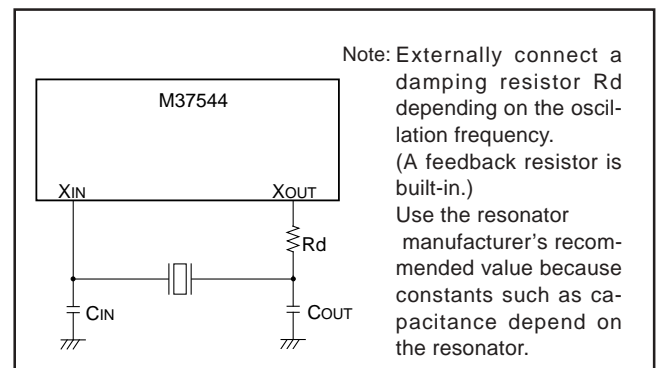 Note: Externally connect a
damping resistor Rd
depending on the oscil-
lation frequency.
(A feedback resistor is
built-in.)
Use the resonator
manufacturer's recom-
mended value because
constants such as ca-
pacitance depend on
the resonator.
M37544
XIN XOUT
Rd
CIN COUT